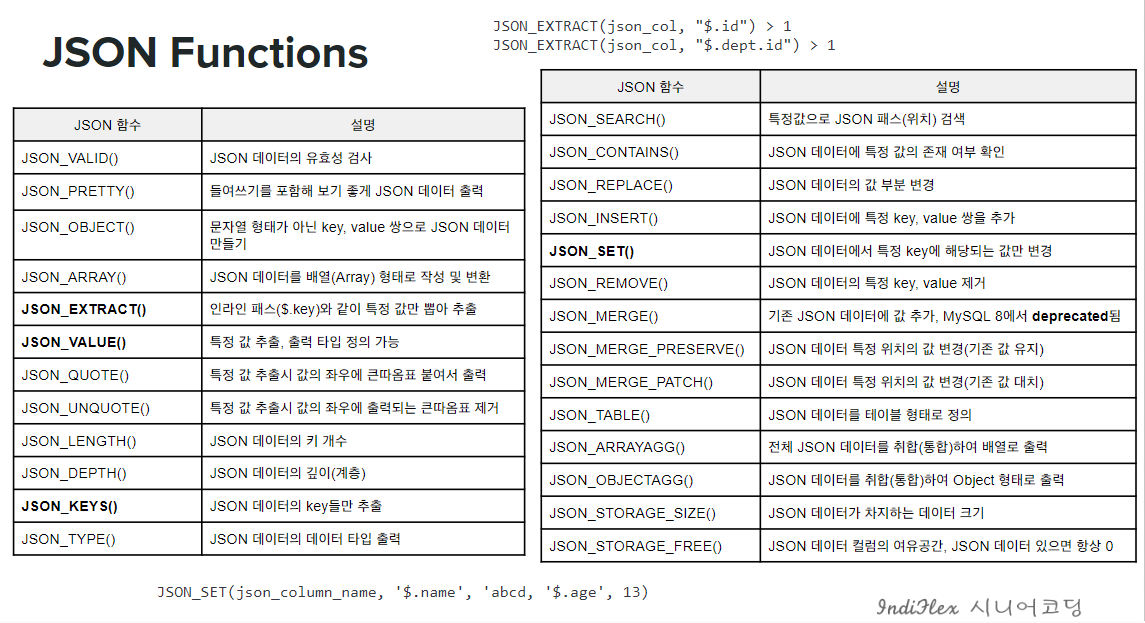 JSON Functions
JSON_EXTRACT(json_col, "$.id") > 1
JSON_EXTRACT(json_col, "$.dept.id") > 1
JSON 함수 설명
JSON_VALID() JSON 데이터의 유효성 검사
JSON_PRETTY() 들여쓰기를 포함해 보기 좋게 JSON 데이터 출력
JSON_OBJECT() 문자열 형태가 아닌 key, value 쌍으로 JSON 데이터
만들기
JSON_ARRAY() JSON 데이터를 배열(Array) 형태로 작성 및 변환
JSON_EXTRACT() 인라인 패스($.key)와 같이 특정 값만 뽑아 추출
JSON_VALUE() 특정 값 추출, 출력 타입 정의 가능
JSON_QUOTE() 특정 값 추출시 값의 좌우에 큰따옴표 붙여서 출력
JSON_UNQUOTE() 특정 값 추출시 값의 좌우에 출력되는 큰따옴표 제거
JSON_LENGTH() JSON 데이터의 키 개수
JSON_DEPTH() JSON 데이터의 깊이(계층)
JSON_KEYS() JSON 데이터의 key들만 추출
JSON_TYPE() JSON 데이터의 데이터 타입 출력
JSON 함수 설명
JSON_SEARCH() 특정값으로 JSON 패스(위치) 검색
JSON_CONTAINS() JSON 데이터에 특정 값의 존재 여부 확인
JSON_REPLACE() JSON 데이터의 값 부분 변경
JSON_INSERT() JSON 데이터에 특정 key, value 쌍을 추가
JSON_SET() JSON 데이터에서 특정 key에 해당되는 값만 변경
JSON_REMOVE() JSON 데이터의 특정 key, value 제거
JSON_MERGE() 기존 JSON 데이터에 값 추가, MySQL 8에서 deprecated됨
JSON_MERGE_PRESERVE() JSON 데이터 특정 위치의 값 변경(기존 값 유지)
JSON_MERGE_PATCH() JSON 데이터 특정 위치의 값 변경(기존 값 대치)
JSON_TABLE() JSON 데이터를 테이블 형태로 정의
JSON_ARRAYAGG() 전체 JSON 데이터를 취합(통합)하여 배열로 출력
JSON_OBJECTAGG() JSON 데이터를 취합(통합)하여 Object 형태로 출력
JSON_STORAGE_SIZE() JSON 데이터가 차지하는 데이터 크기
JSON_STORAGE_FREE() JSON 데이터 컬럼의 여유공간, JSON 데이터 있으면 항상 0
JSON_SET(json_column_name, '$.name', 'abcd, '$.age', 13)
IndiFlex 시니어코딩